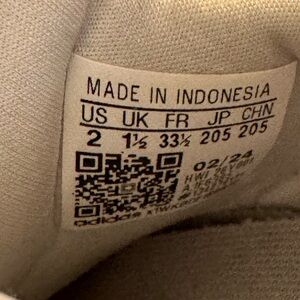 MADE IN INDONESIA
US UK FR JP CHN
2 1½ 33½ 205 205
02/24
adidas